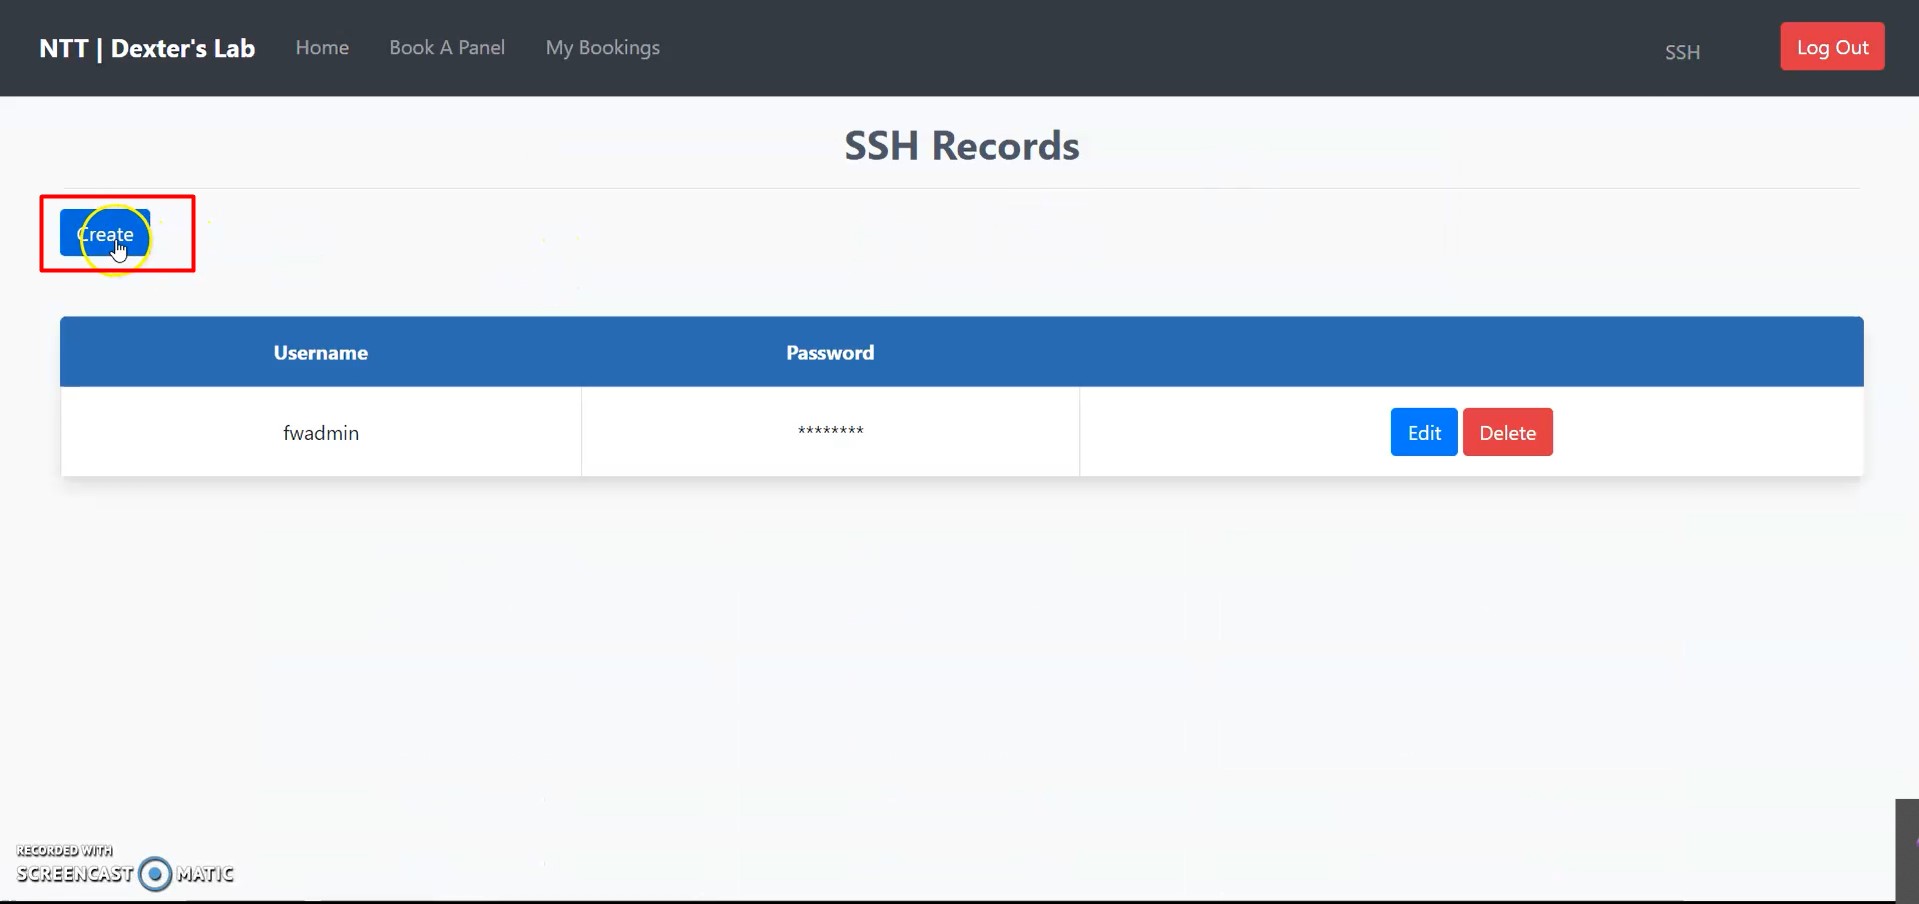 NTT | Dexter's Lab Home Book A Panel My Bookings SSH Log Out
SSH Records
Create
Username Password
fwadmin ******** Edit Delete
RECORDED WITH
SCREENCAST MATIC